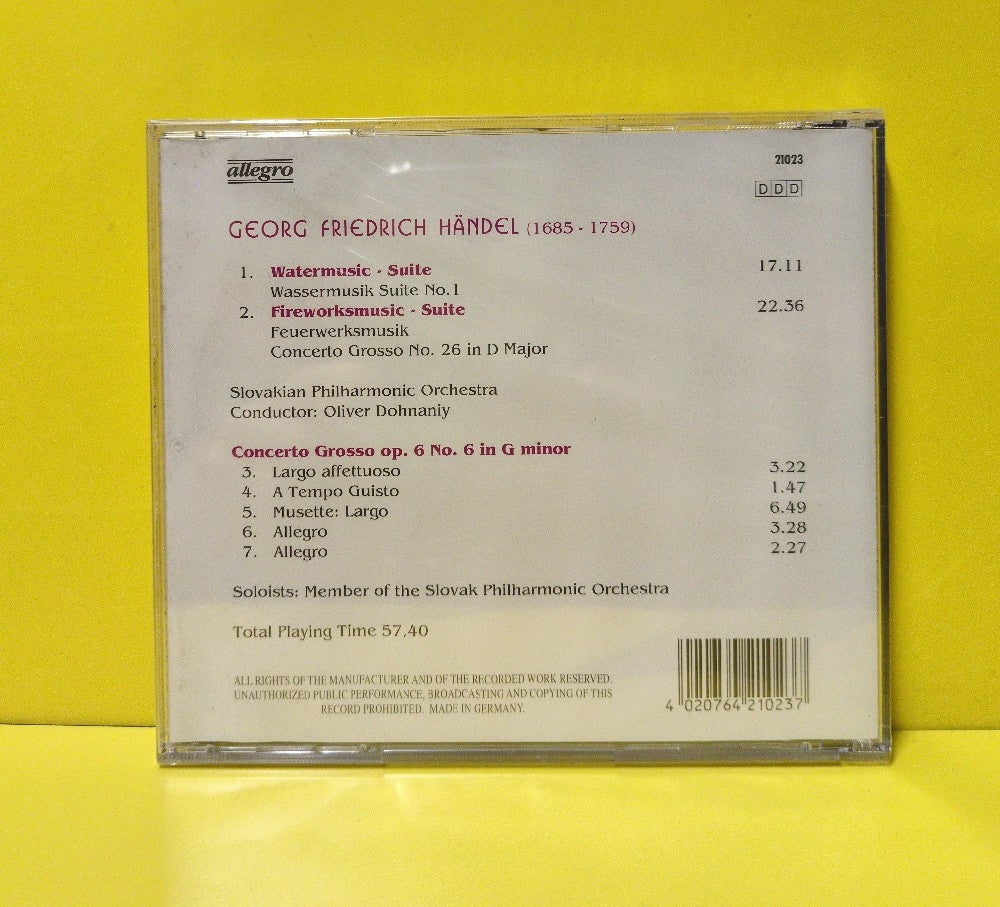 allegro
21023
DDD
GEORG FRIEDRICH HÄNDEL (1685 - 1759)
1. Watermusic - Suite 17.11
Wassermusik Suite No. 1
2. Fireworksmusic - Suite 22.36
Feuerwerksmusik
Concerto Grosso No. 26 in D Major
Slovakian Philharmonic Orchestra
Conductor: Oliver Dohnaniy
Concerto Grosso op. 6 No. 6 in G minor
3. Largo affettuoso 3.22
4. A Tempo Guisto 1.47
5. Musette: Largo 6.49
6. Allegro 3.28
7. Allegro 2.27
Soloists: Member of the Slovak Philharmonic Orchestra
Total Playing Time 57,40
ALL RIGHTS OF THE MANUFACTURER AND OF THE RECORDED WORK RESERVED.
UNAUTHORIZED PUBLIC PERFORMANCE, BROADCASTING AND COPYING OF THIS
RECORD PROHIBITED. MADE IN GERMANY.
4 020764 210237